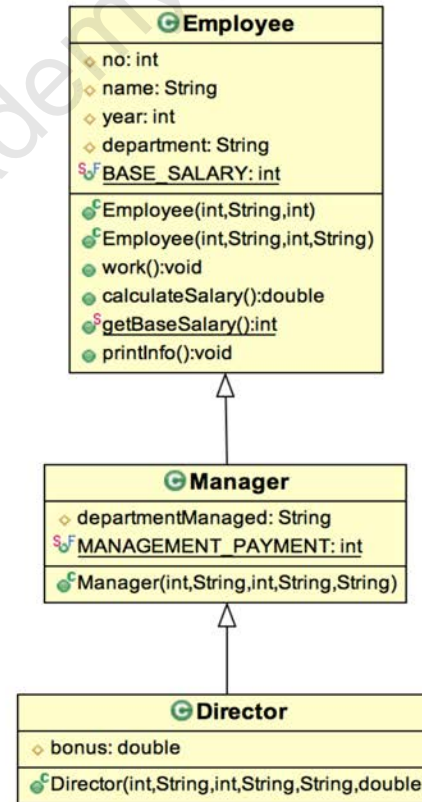 Employee
no: int
name: String
year: int
department: String
BASE_SALARY: int
Employee(int,String,int)
Employee(int,String,int,String)
work():void
calculateSalary():double
getBaseSalary():int
printInfo():void
Manager
departmentManaged: String
MANAGEMENT_PAYMENT: int
Manager(int,String,int,String,String)
Director
bonus: double
Director(int,String,int,String,String,double